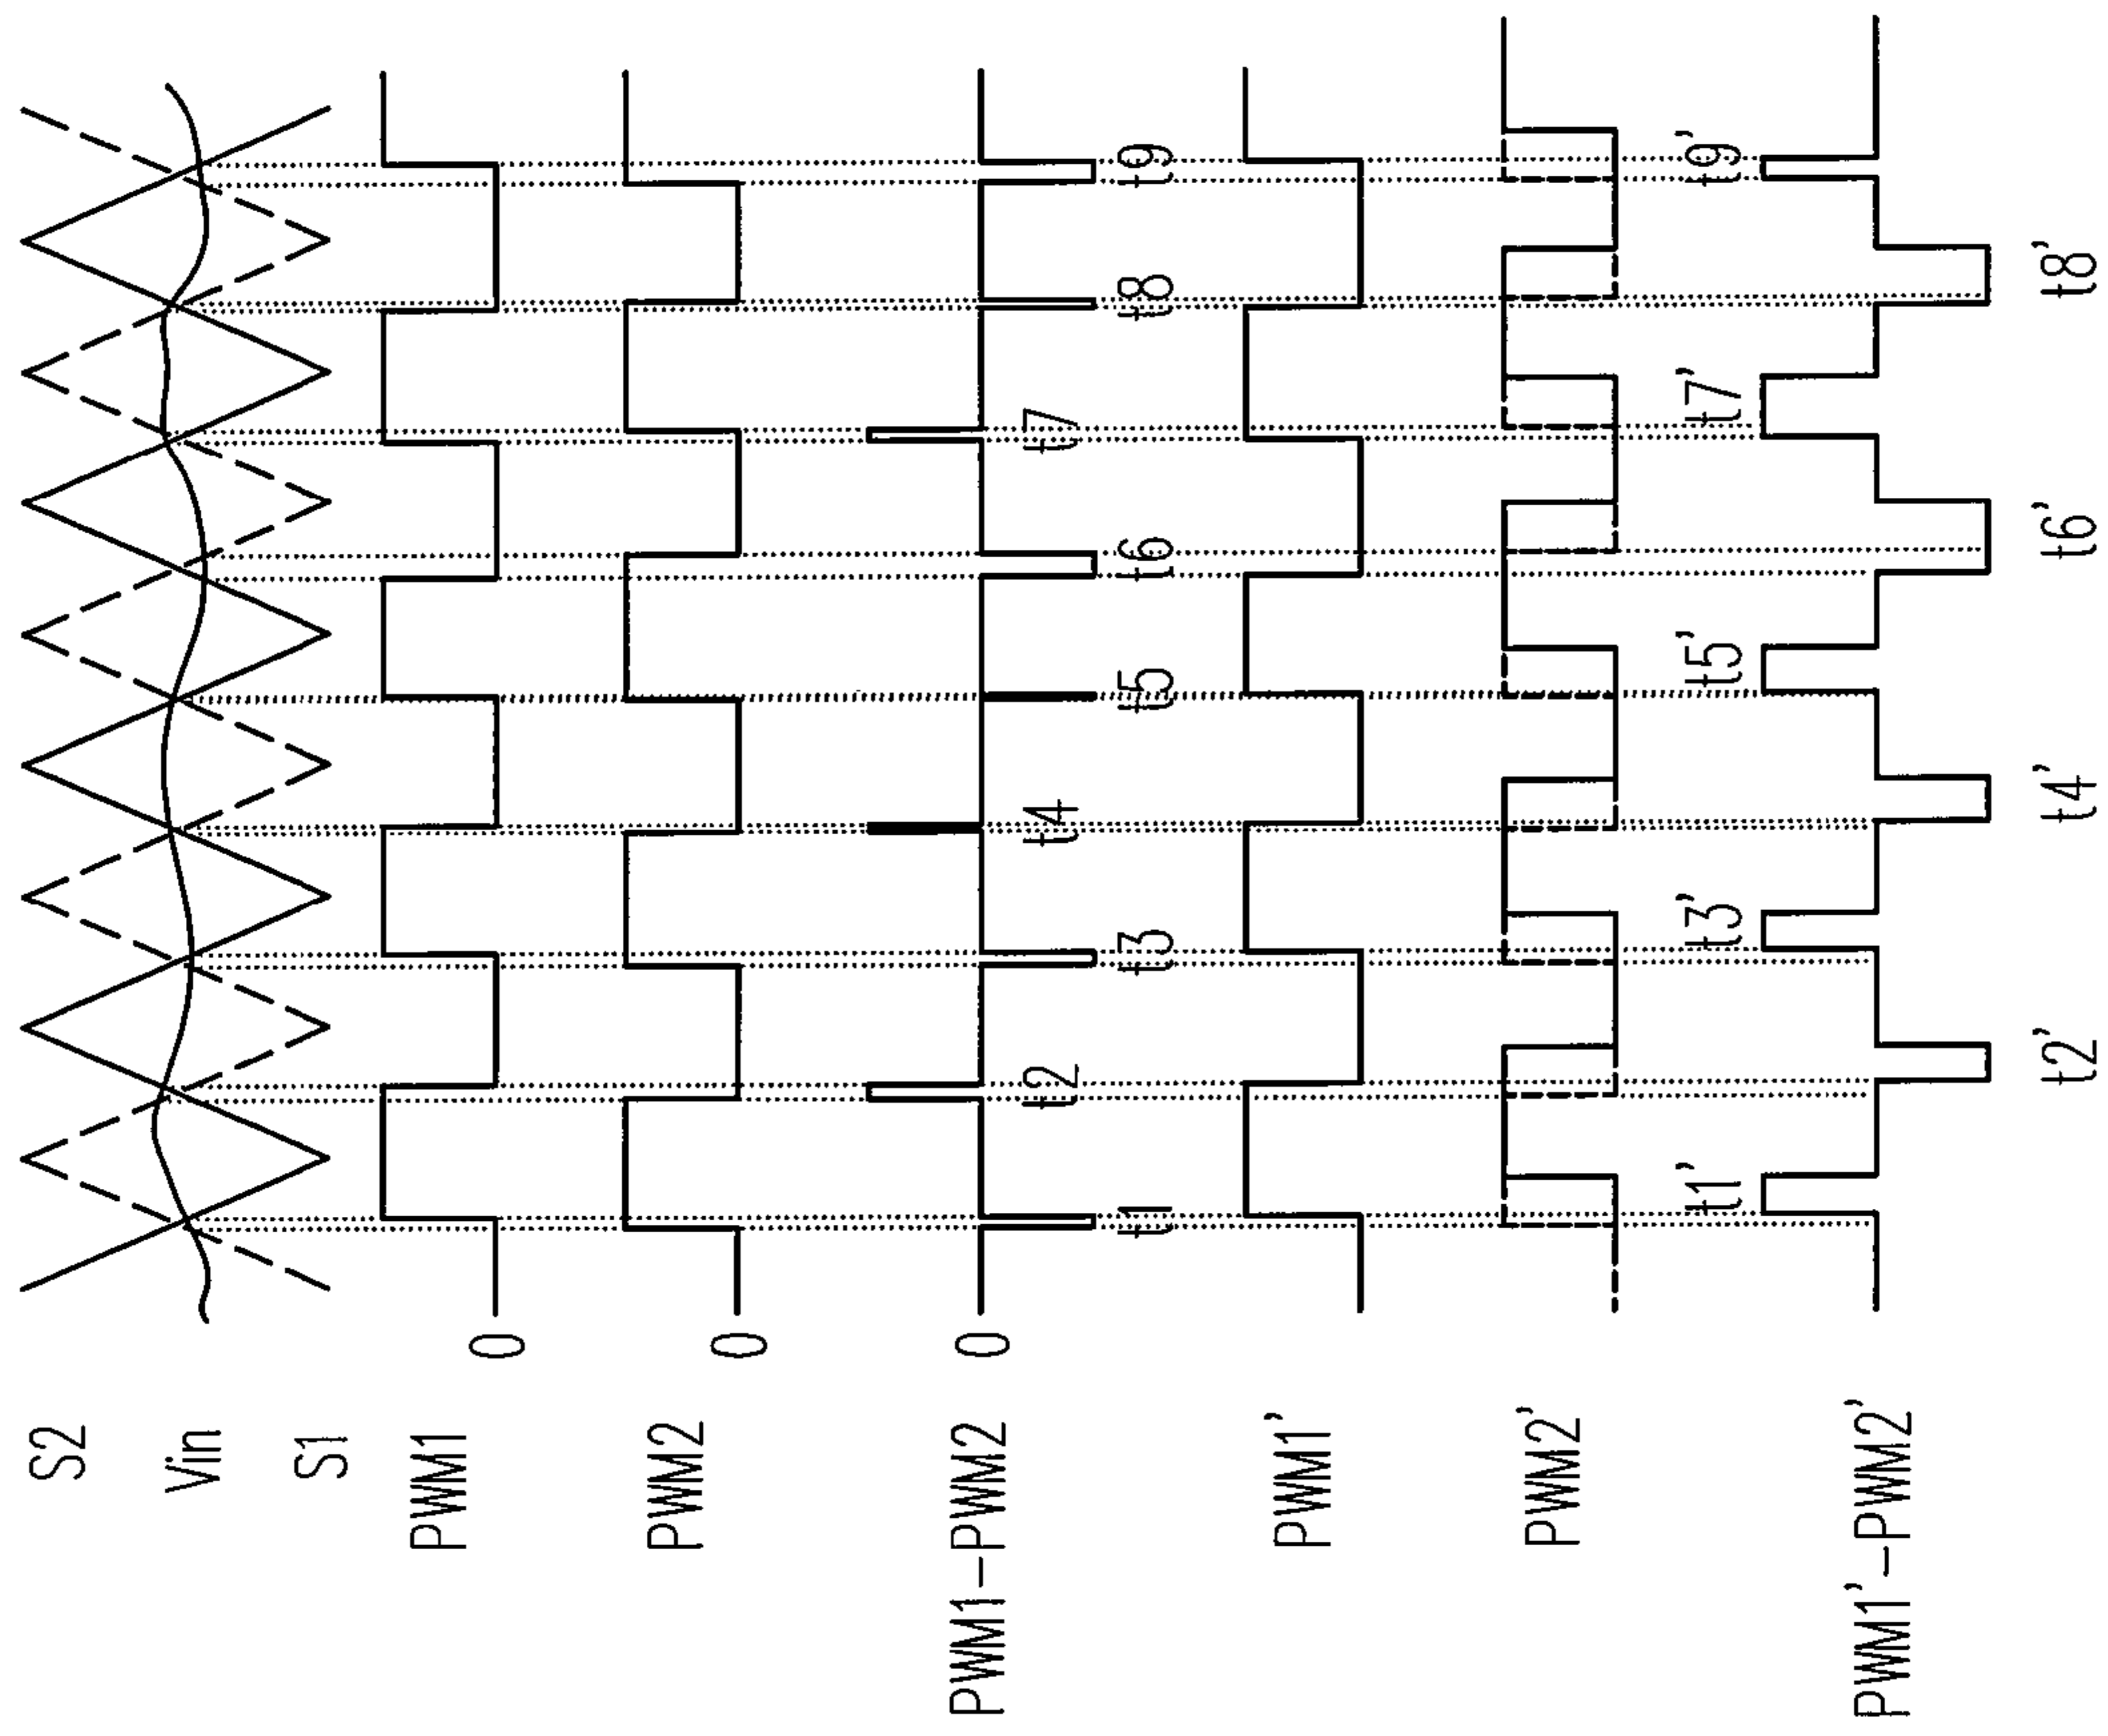 S2
Vin
S1
PWM1
0
PWM2
0
PWM1-PWM2
0
t2
t4
t7
t1
t3
t5
t6
t8
t9
PWM1'
PWM2'
t1'
t3'
t5'
t7'
t9'
PWM1'-PWM2'
t2'
t4'
t6'
t8'